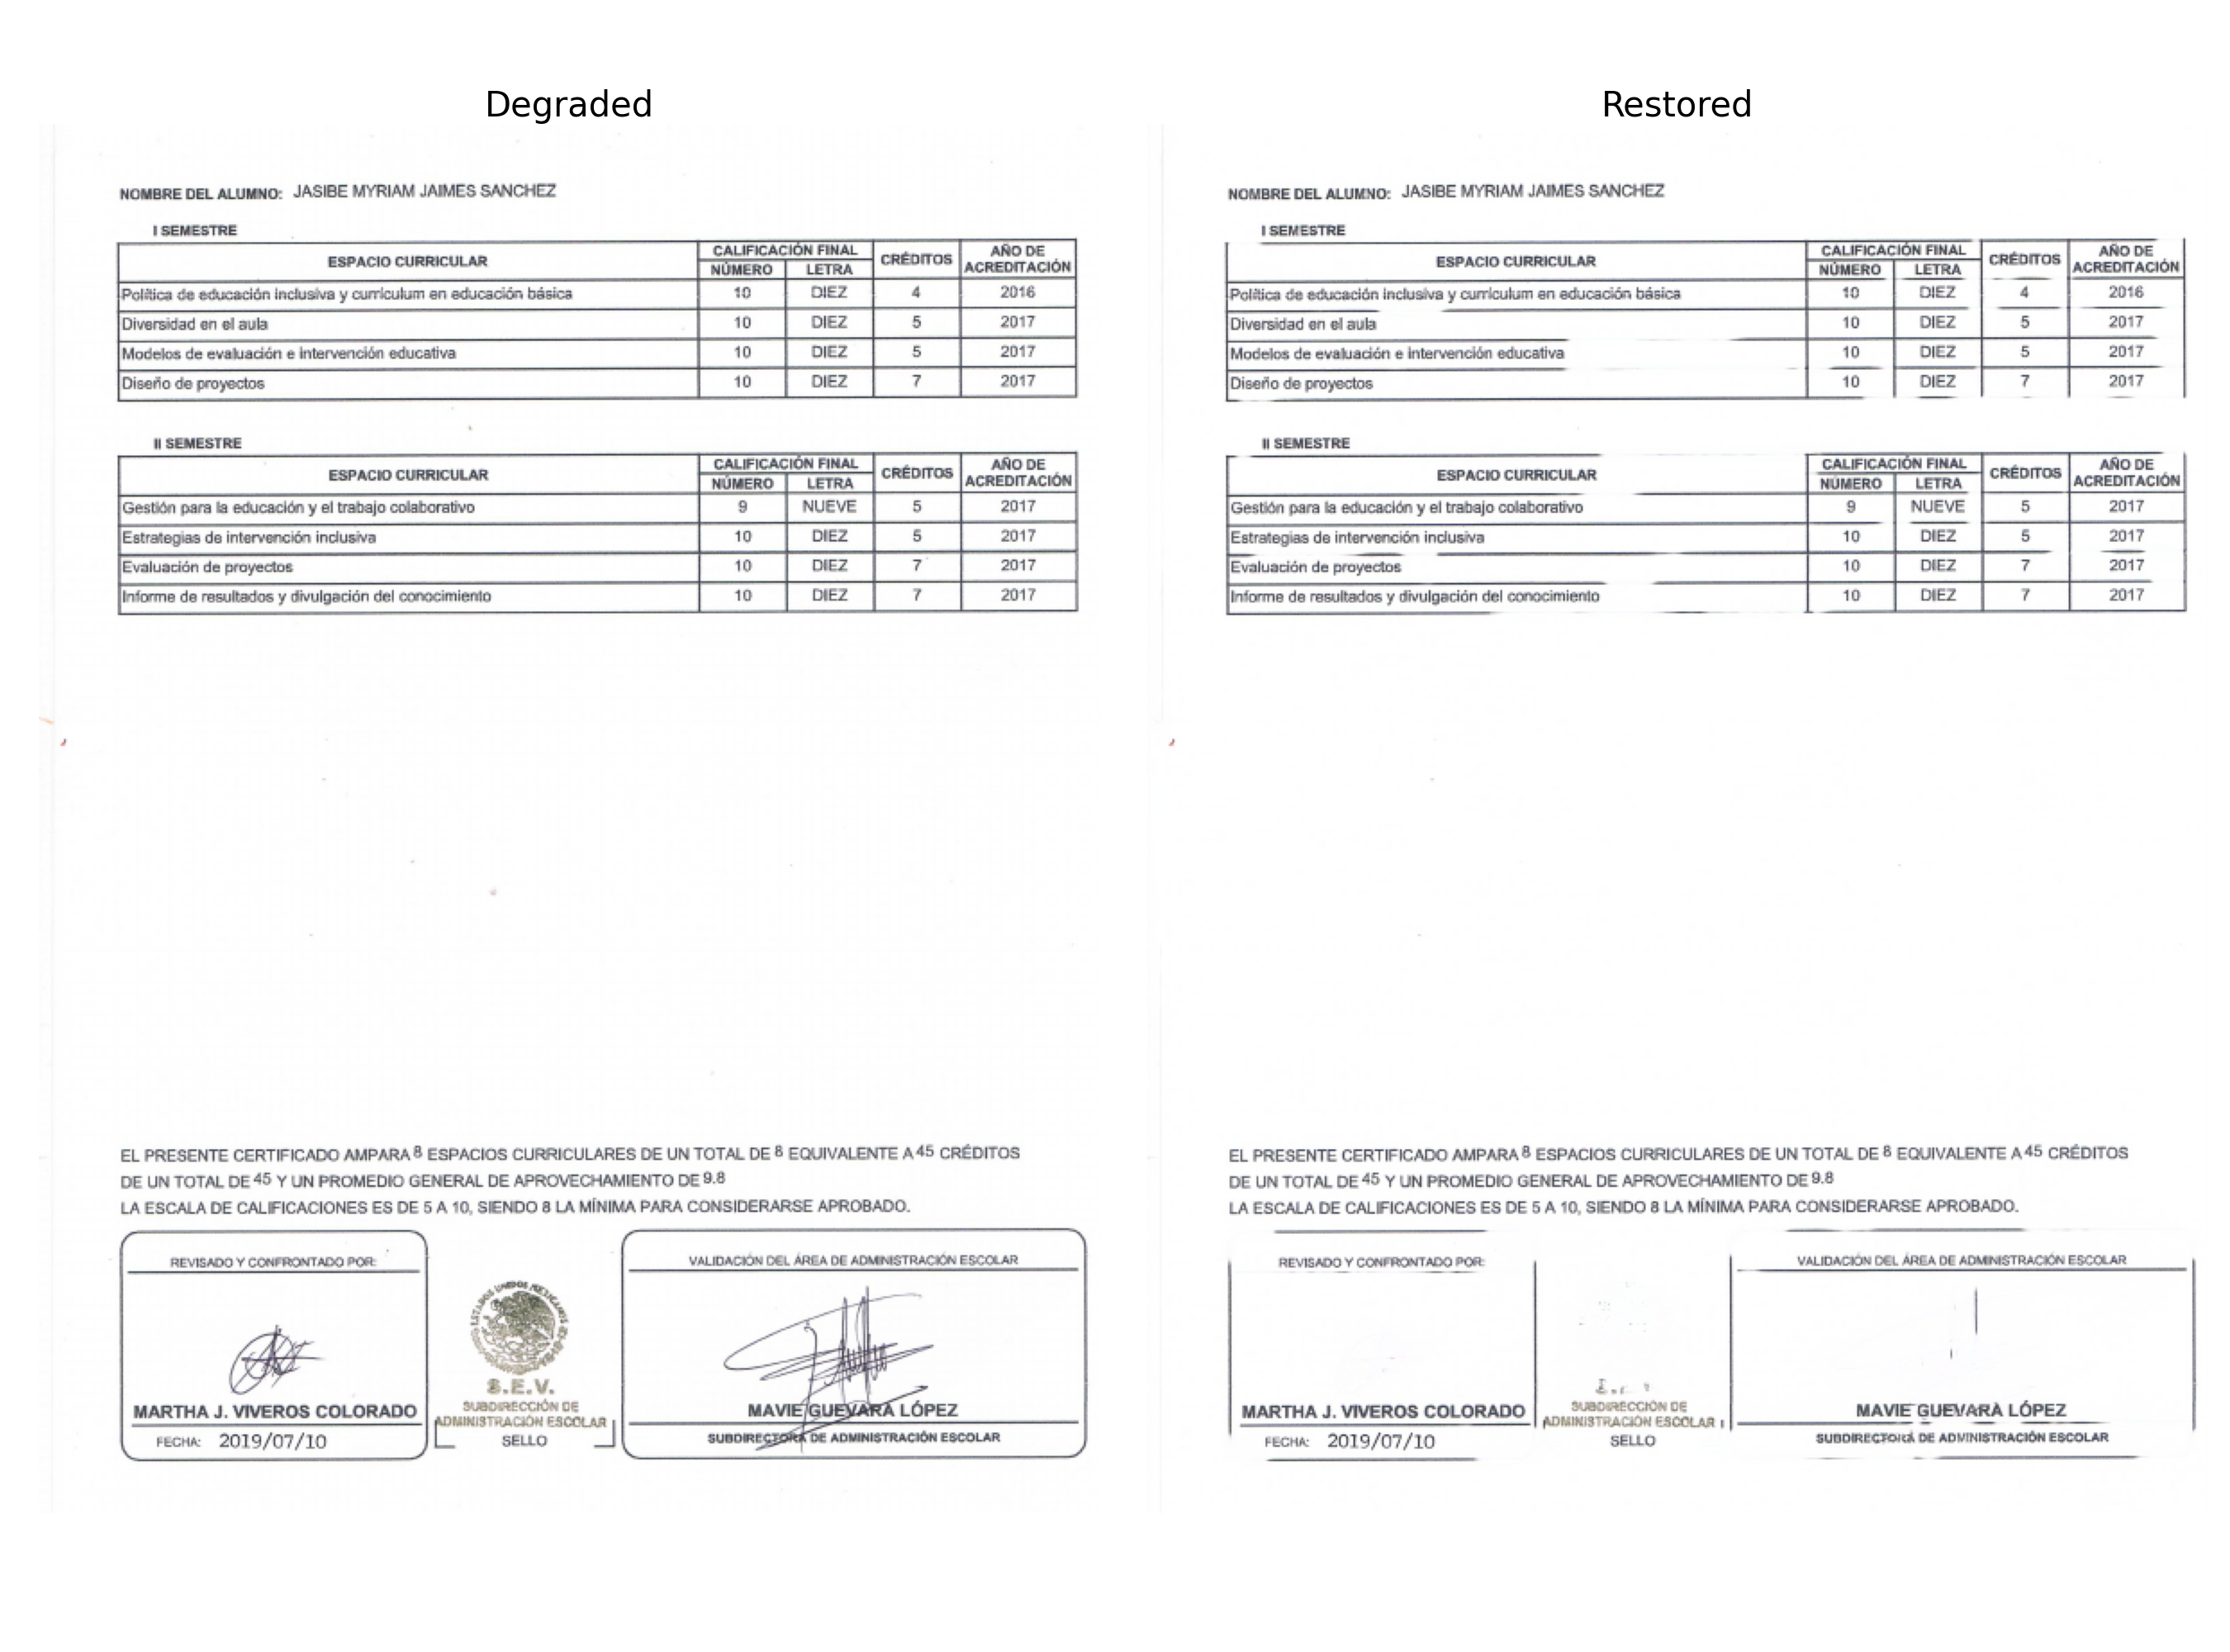 Degraded
NOMBRE DEL ALUMNO: JASIBE MYRIAM JAIMES SANCHEZ
I SEMESTRE
ESPACIO CURRICULAR CALIFICACIÓN FINAL CRÉDITOS AÑO DE ACREDITACIÓN
NÚMERO LETRA
Política de educación inclusiva y curriculum en educación básica 10 DIEZ 4 2016
Diversidad en el aula 10 DIEZ 5 2017
Modelos de evaluación e intervención educativa 10 DIEZ 5 2017
Diseño de proyectos 10 DIEZ 7 2017
II SEMESTRE
ESPACIO CURRICULAR CALIFICACIÓN FINAL CRÉDITOS AÑO DE ACREDITACIÓN
NÚMERO LETRA
Gestión para la educación y el trabajo colaborativo 9 NUEVE 5 2017
Estrategias de intervención inclusiva 10 DIEZ 5 2017
Evaluación de proyectos 10 DIEZ 7 2017
Informe de resultados y divulgación del conocimiento 10 DIEZ 7 2017
EL PRESENTE CERTIFICADO AMPARA 8 ESPACIOS CURRICULARES DE UN TOTAL DE 8 EQUIVALENTE A 45 CRÉDITOS
DE UN TOTAL DE 45 Y UN PROMEDIO GENERAL DE APROVECHAMIENTO DE 9.8
LA ESCALA DE CALIFICACIONES ES DE 5 A 10, SIENDO 8 LA MÍNIMA PARA CONSIDERARSE APROBADO.
REVISADO Y CONFRONTADO POR:
MARTHA J. VIVEROS COLORADO
FECHA: 2019/07/10
ESTADOS UNIDOS MEXICANOS
S.E.V.
SUBDIRECCIÓN DE
ADMINISTRACIÓN ESCOLAR
SELLO
VALIDACIÓN DEL ÁREA DE ADMINISTRACIÓN ESCOLAR
MAVIE GUEVARA LÓPEZ
SUBDIRECTORA DE ADMINISTRACIÓN ESCOLAR
Restored
NOMBRE DEL ALUMNO: JASIBE MYRIAM JAIMES SANCHEZ
I SEMESTRE
ESPACIO CURRICULAR CALIFICACIÓN FINAL CRÉDITOS AÑO DE ACREDITACIÓN
NÚMERO LETRA
Política de educación inclusiva y curriculum en educación básica 10 DIEZ 4 2016
Diversidad en el aula 10 DIEZ 5 2017
Modelos de evaluación e intervención educativa 10 DIEZ 5 2017
Diseño de proyectos 10 DIEZ 7 2017
II SEMESTRE
ESPACIO CURRICULAR CALIFICACIÓN FINAL CRÉDITOS AÑO DE ACREDITACIÓN
NÚMERO LETRA
Gestión para la educación y el trabajo colaborativo 9 NUEVE 5 2017
Estrategias de intervención inclusiva 10 DIEZ 5 2017
Evaluación de proyectos 10 DIEZ 7 2017
Informe de resultados y divulgación del conocimiento 10 DIEZ 7 2017
EL PRESENTE CERTIFICADO AMPARA 8 ESPACIOS CURRICULARES DE UN TOTAL DE 8 EQUIVALENTE A 45 CRÉDITOS
DE UN TOTAL DE 45 Y UN PROMEDIO GENERAL DE APROVECHAMIENTO DE 9.8
LA ESCALA DE CALIFICACIONES ES DE 5 A 10, SIENDO 8 LA MÍNIMA PARA CONSIDERARSE APROBADO.
REVISADO Y CONFRONTADO POR:
MARTHA J. VIVEROS COLORADO
FECHA: 2019/07/10
SUBDIRECCIÓN DE
ADMINISTRACIÓN ESCOLAR
SELLO
VALIDACIÓN DEL ÁREA DE ADMINISTRACIÓN ESCOLAR
MAVIE GUEVARA LÓPEZ
SUBDIRECTORA DE ADMINISTRACIÓN ESCOLAR